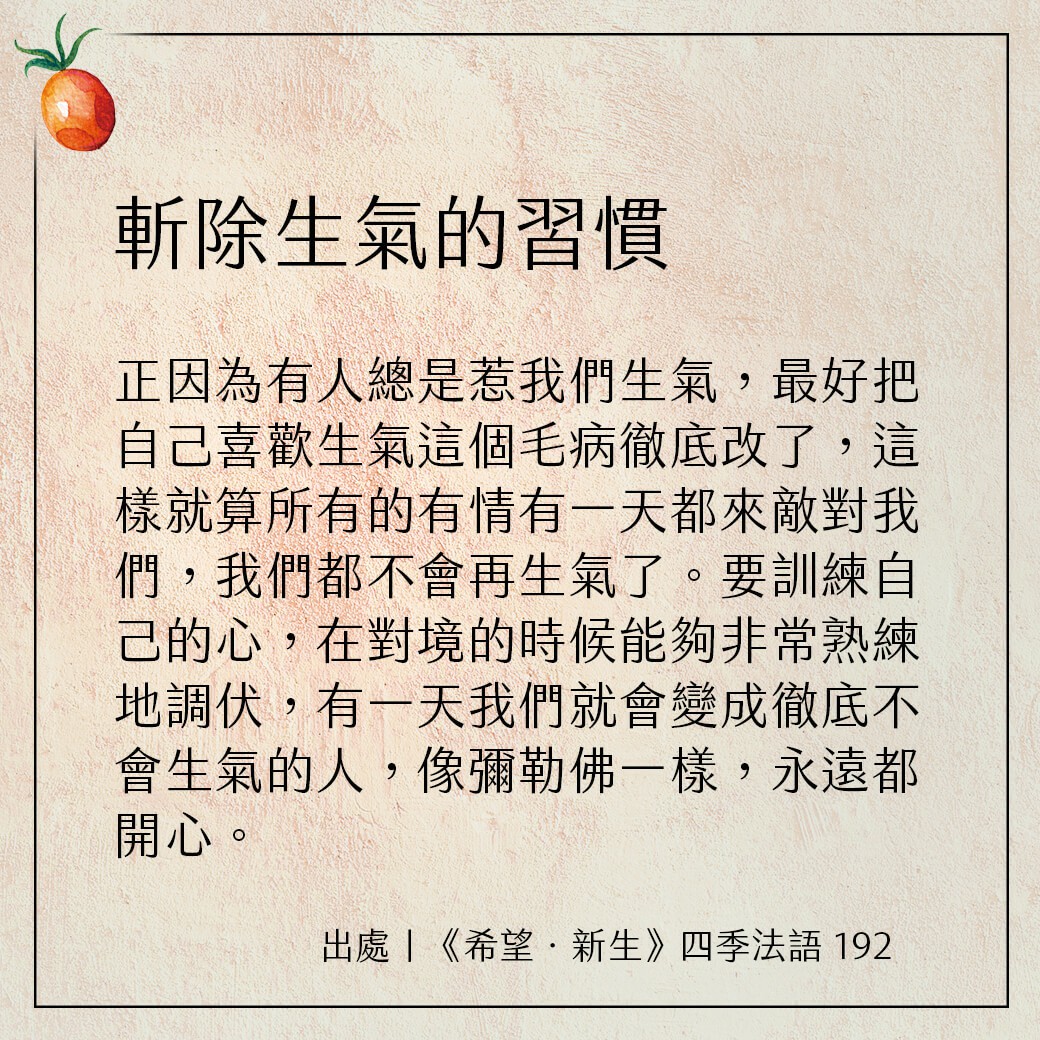 斬除生氣的習慣
正因為有人總是惹我們生氣，最好把
自己喜歡生氣這個毛病徹底改了，這
樣就算所有的有情有一天都來敵對我
們，我們都不會再生氣了。要訓練自
己的心，在對境的時候能夠非常熟練
地調伏，有一天我們就會變成徹底不
會生氣的人，像彌勒佛一樣，永遠都
開心。
出處｜《希望．新生》四季法語 192